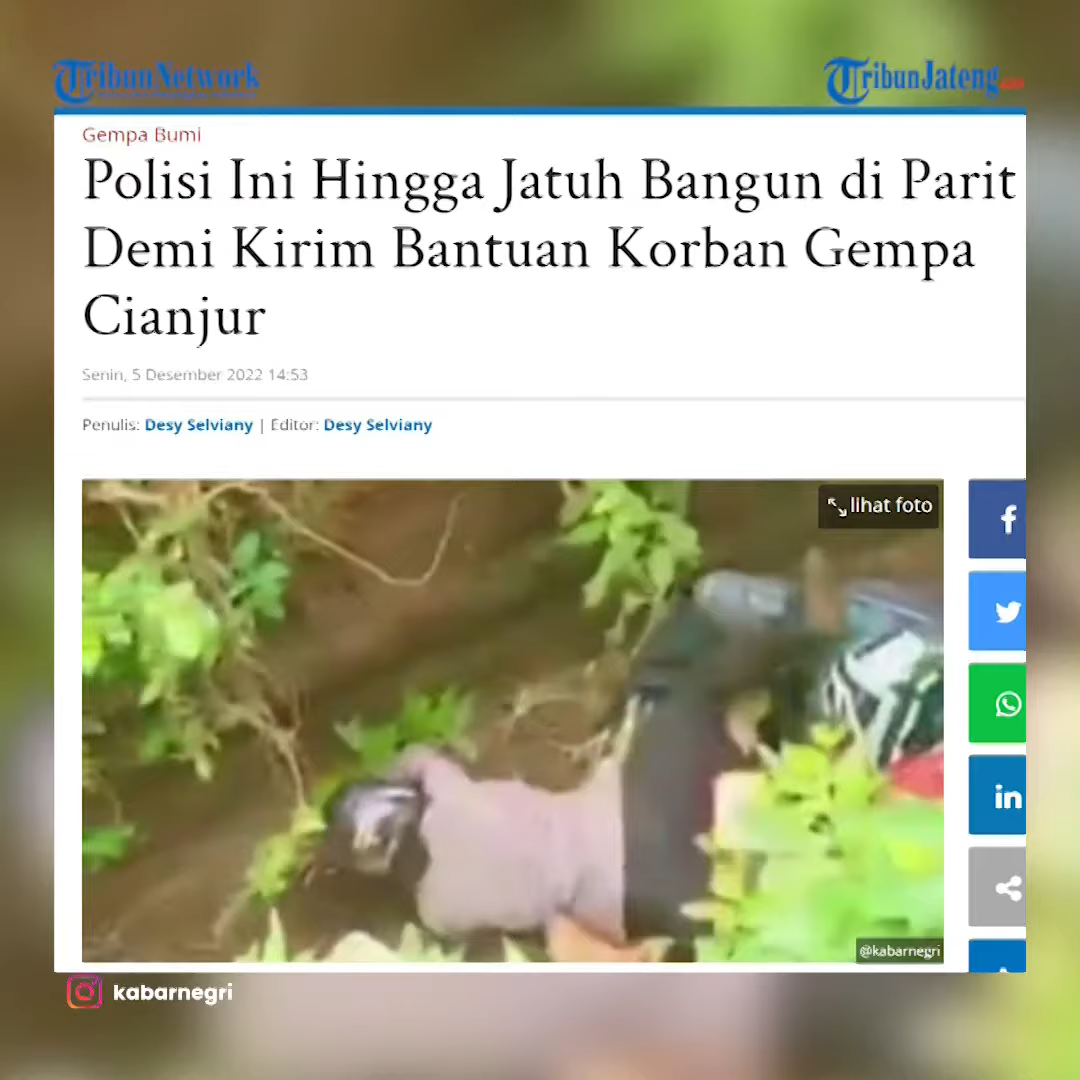 TribunNetwork
TribunJateng.com
Gempa Bumi
Polisi Ini Hingga Jatuh Bangun di Parit
Demi Kirim Bantuan Korban Gempa
Cianjur
Senin, 5 Desember 2022 14:53
Penulis: Desy Selviany | Editor: Desy Selviany
lihat foto
@kabarnegri
kabarnegri